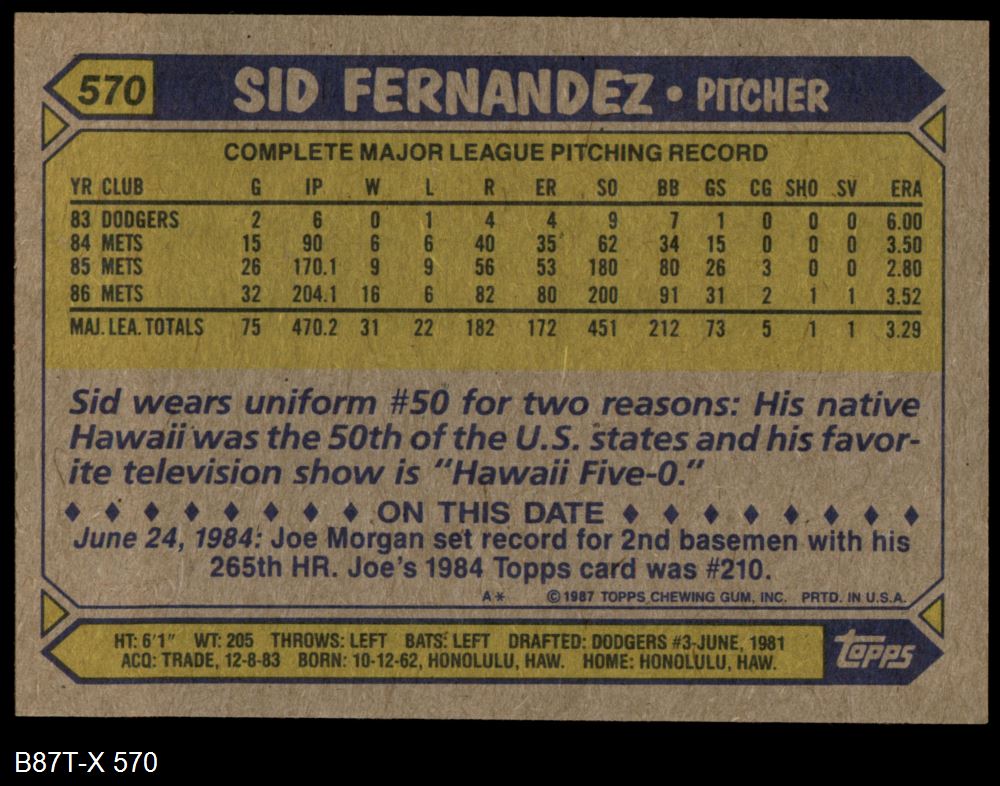 570 SID FERNANDEZ • PITCHER
COMPLETE MAJOR LEAGUE PITCHING RECORD
YR CLUB G IP W L R ER SO BB GS CG SHO SV ERA
83 DODGERS 2 6 0 1 4 4 9 7 1 0 0 0 6.00
84 METS 15 90 6 6 40 35 62 34 15 0 0 0 3.50
85 METS 26 170.1 9 9 56 53 180 80 26 3 0 0 2.80
86 METS 32 204.1 16 6 82 80 200 91 31 2 1 1 3.52
MAJ. LEA. TOTALS 75 470.2 31 22 182 172 451 212 73 5 1 1 3.29
Sid wears uniform #50 for two reasons: His native
Hawaii was the 50th of the U.S. states and his favor-
ite television show is "Hawaii Five-0."
♦ ♦ ♦ ♦ ♦ ♦ ♦ ♦ ON THIS DATE ♦ ♦ ♦ ♦ ♦ ♦ ♦ ♦
June 24, 1984: Joe Morgan set record for 2nd basemen with his
265th HR. Joe's 1984 Topps card was #210.
A* ©1987 TOPPS CHEWING GUM, INC. PRTD. IN U.S.A.
HT: 6'1" WT: 205 THROWS: LEFT BATS: LEFT DRAFTED: DODGERS #3-JUNE, 1981
ACQ: TRADE, 12-8-83 BORN: 10-12-62, HONOLULU, HAW. HOME: HONOLULU, HAW.
topps
B87T-X 570